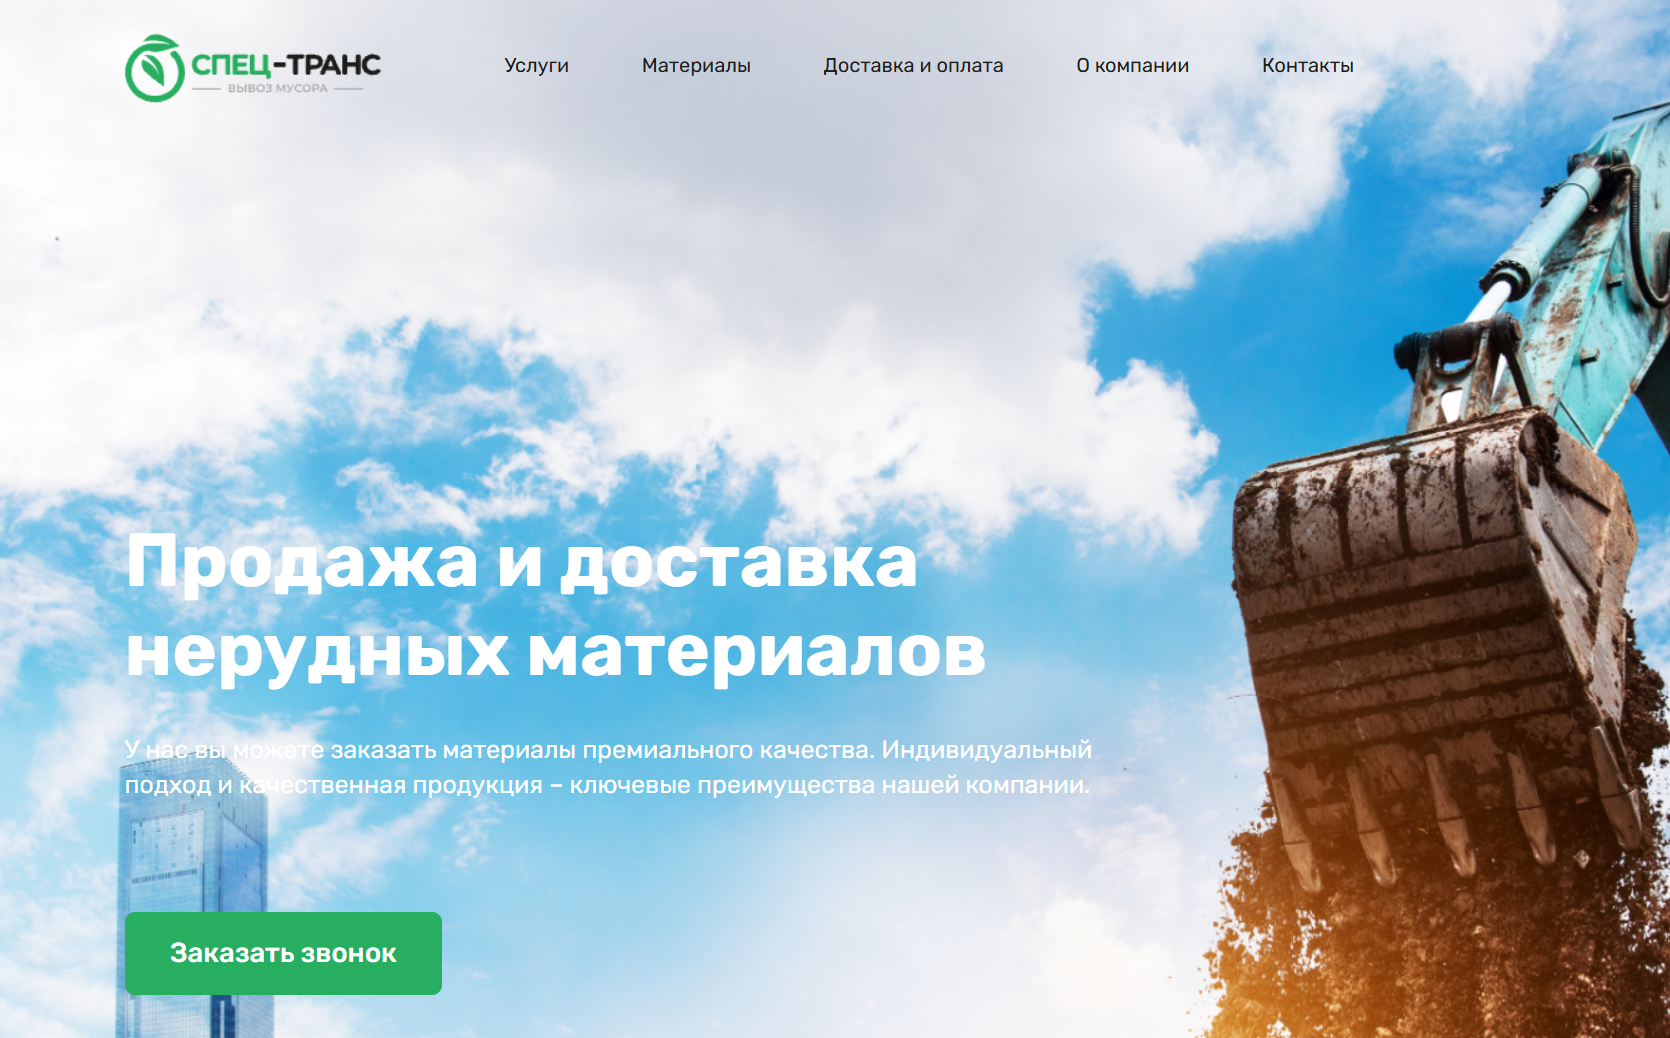 СПЕЦ-ТРАНС
ВЫВОЗ МУСОРА
Услуги
Материалы
Доставка и оплата
О компании
Контакты
Продажа и доставка
нерудных материалов
У нас вы можете заказать материалы премиального качества. Индивидуальный
подход и качественная продукция – ключевые преимущества нашей компании.
Заказать звонок